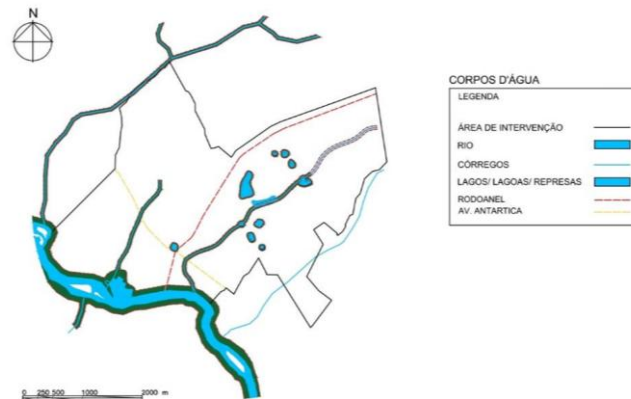 N
CORPOS D'ÁGUA
LEGENDA
ÁREA DE INTERVENÇÃO
RIO
CÓRREGOS
LAGOS/ LAGOAS/ REPRESAS
RODOANEL
AV. ANTARTICA
0 250 500 1000 2000 m